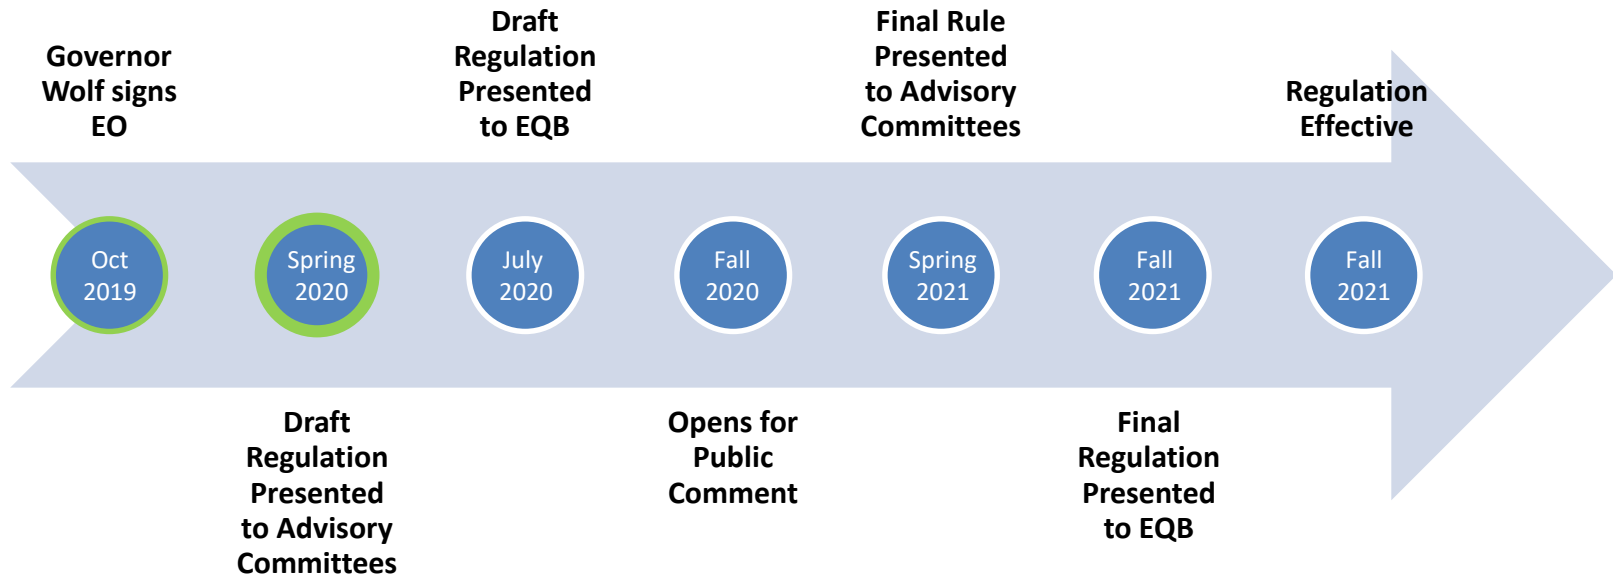 Governor
Wolf signs
EO
Oct
2019
Spring
2020
Draft
Regulation
Presented
to Advisory
Committees
Draft
Regulation
Presented
to EQB
July
2020
Fall
2020
Opens for
Public
Comment
Final Rule
Presented
to Advisory
Committees
Spring
2021
Fall
2021
Final
Regulation
Presented
to EQB
Regulation
Effective
Fall
2021